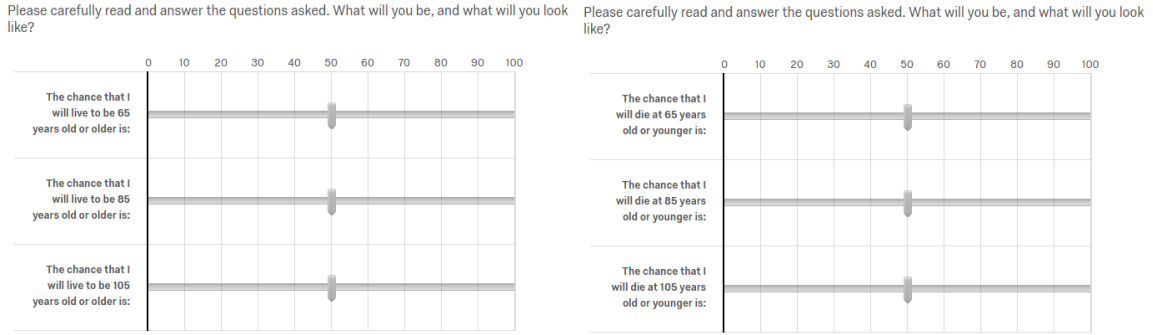 Please carefully read and answer the questions asked. What will you be, and what will you look
like?
0 10 20 30 40 50 60 70 80 90 100
The chance that I
will live to be 65
years old or older is:
The chance that I
will live to be 85
years old or older is:
The chance that I
will live to be 105
years old or older is:
Please carefully read and answer the questions asked. What will you be, and what will you look
like?
0 10 20 30 40 50 60 70 80 90 100
The chance that I
will die at 65 years
old or younger is:
The chance that I
will die at 85 years
old or younger is:
The chance that I
will die at 105 years
old or younger is: